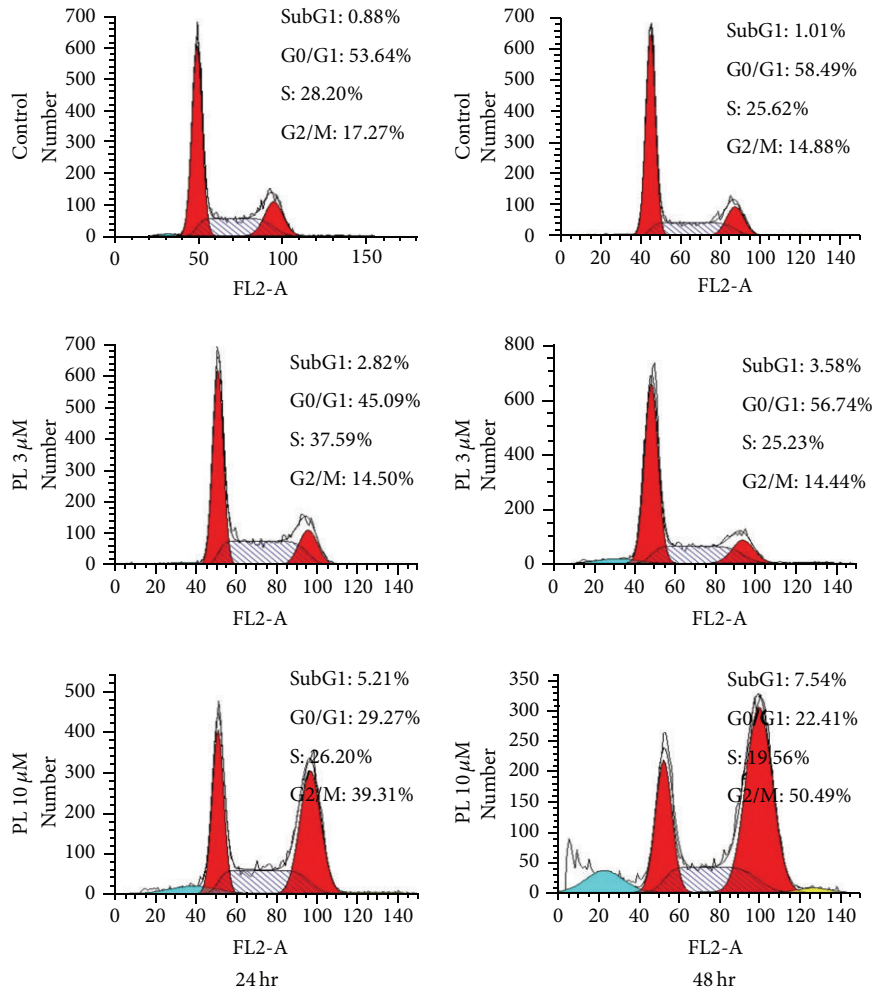 Control
Number
700
600
500
400
300
200
100
0
0 50 100 150
FL2-A
SubG1: 0.88%
G0/G1: 53.64%
S: 28.20%
G2/M: 17.27%
Control
Number
700
600
500
400
300
200
100
0
0 20 40 60 80 100 120 140
FL2-A
SubG1: 1.01%
G0/G1: 58.49%
S: 25.62%
G2/M: 14.88%
PL 3 μM
Number
700
600
500
400
300
200
100
0
0 20 40 60 80 100 120 140
FL2-A
SubG1: 2.82%
G0/G1: 45.09%
S: 37.59%
G2/M: 14.50%
PL 3 μM
Number
800
600
400
200
0
0 20 40 60 80 100 120 140
FL2-A
SubG1: 3.58%
G0/G1: 56.74%
S: 25.23%
G2/M: 14.44%
PL 10 μM
Number
500
400
300
200
100
0
0 20 40 60 80 100 120 140
FL2-A
24 hr
SubG1: 5.21%
G0/G1: 29.27%
S: 26.20%
G2/M: 39.31%
PL 10 μM
Number
350
300
250
200
150
100
50
0
0 20 40 60 80 100 120 140
FL2-A
48 hr
SubG1: 7.54%
G0/G1: 22.41%
S: 19.56%
G2/M: 50.49%